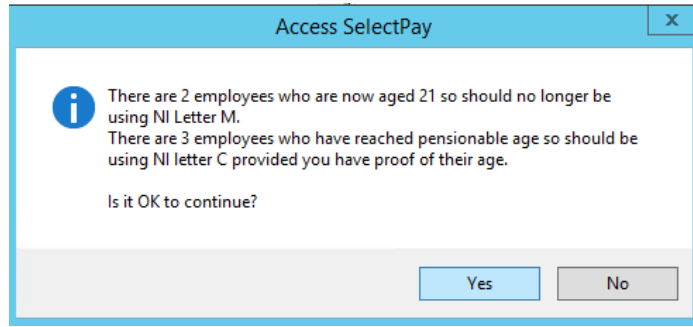 Access SelectPay
x
There are 2 employees who are now aged 21 so should no longer be
using NI Letter M.
There are 3 employees who have reached pensionable age so should be
using NI letter C provided you have proof of their age.
Is it OK to continue?
Yes
No